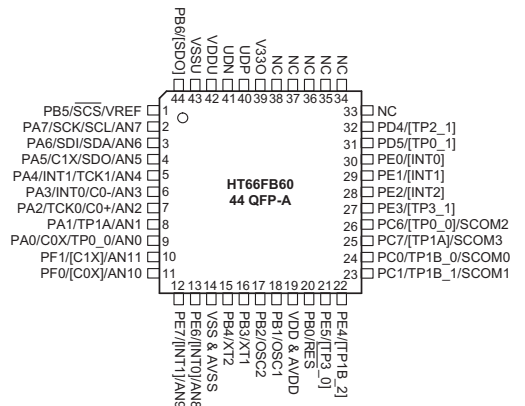 PB6/[SDO]
VSSU
VDDU
UDN
UDP
V33O
NC
NC
NC
NC
NC
44 43 42 41 40 39 38 37 36 35 34
PB5/SCS/VREF 1
PA7/SCK/SCL/AN7 2
PA6/SDI/SDA/AN6 3
PA5/C1X/SDO/AN5 4
PA4/INT1/TCK1/AN4 5
PA3/INT0/C0-/AN3 6
PA2/TCK0/C0+/AN2 7
PA1/TP1A/AN1 8
PA0/C0X/TP0_0/AN0 9
PF1/[C1X]/AN11 10
PF0/[C0X]/AN10 11
HT66FB60
44 QFP-A
33 NC
32 PD4/[TP2_1]
31 PD5/[TP0_1]
30 PE0/[INT0]
29 PE1/[INT1]
28 PE2/[INT2]
27 PE3/[TP3_1]
26 PC6/[TP0_0]/SCOM2
25 PC7/[TP1A]/SCOM3
24 PC0/TP1B_0/SCOM0
23 PC1/TP1B_1/SCOM1
12 13 14 15 16 17 18 19 20 21 22
PE7/[INT1]/AN9
PE6/[INT0]/AN8
VSS & AVSS
PB4/XT2
PB3/XT1
PB2/OSC2
PB1/OSC1
VDD & AVDD
PB0/RES
PE5/[TP3_0]
PE4/[TP1B_2]